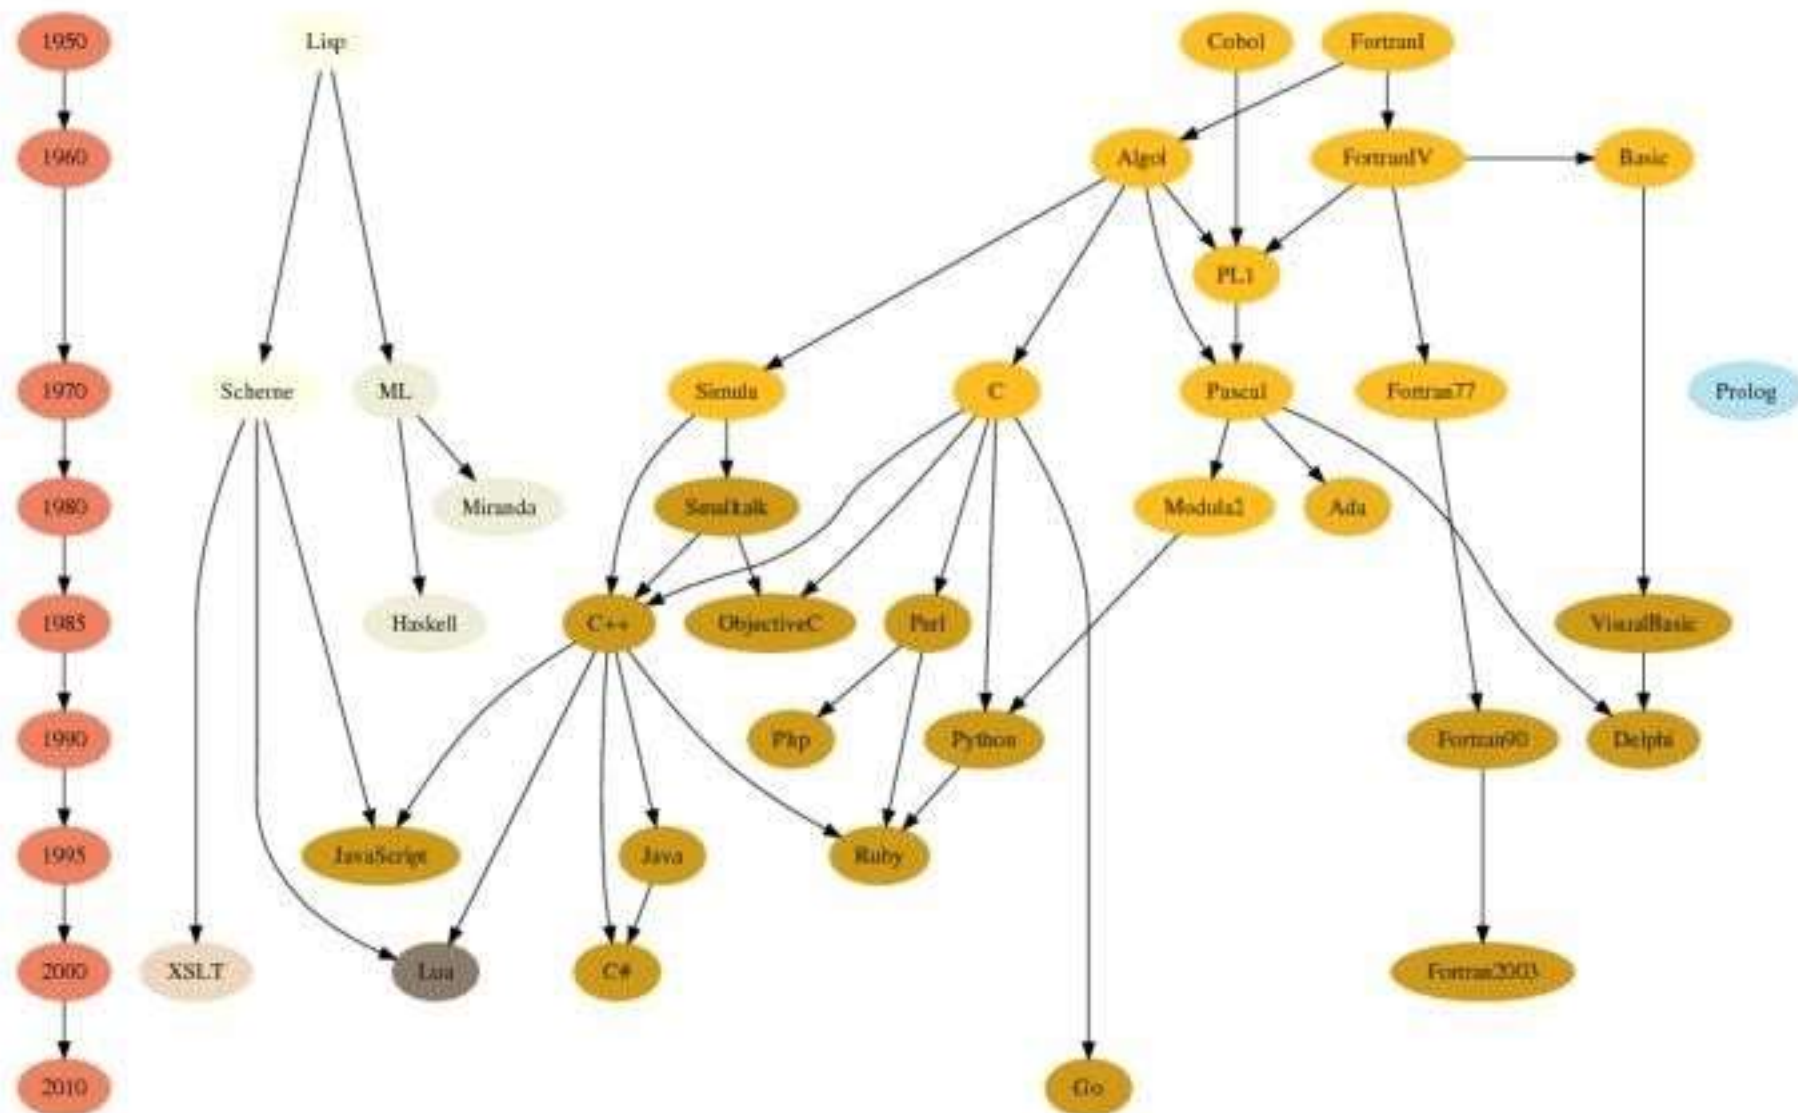 1950 Lisp Cobol FortranI
1960 Algol FortranIV Basic
PL1
1970 Scheme ML Simula C Pascal Fortran77 Prolog
1980 Miranda Smalltalk Modula2 Ada
1985 Haskell C++ ObjectiveC Perl VisualBasic
1990 Php Python Fortran90 Delphi
1995 JavaScript Java Ruby
2000 XSLT Lua C# Fortran2003
2010 Go